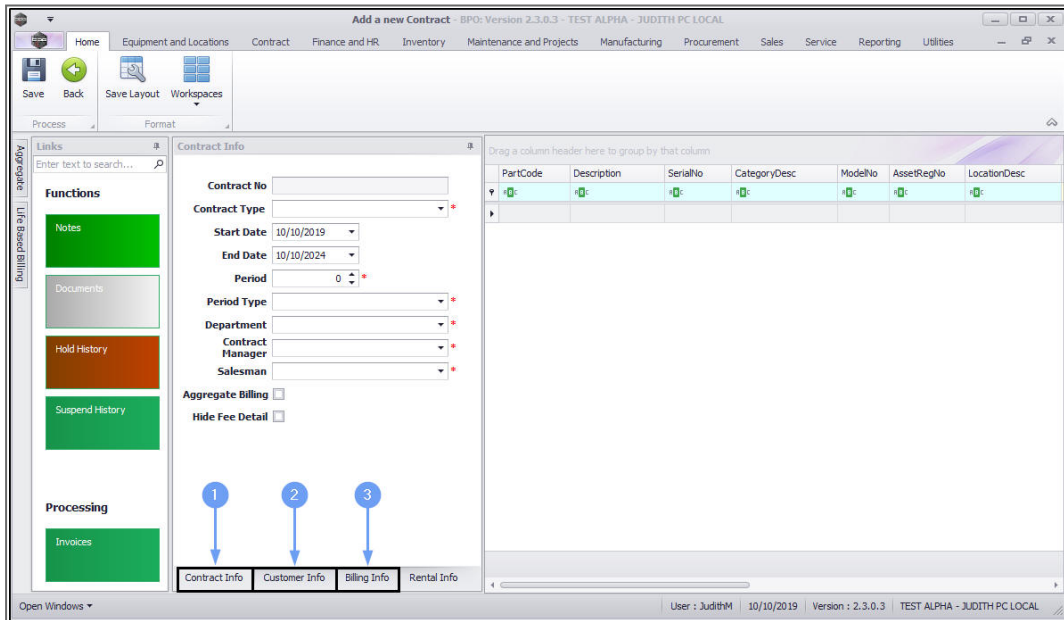 Add a new Contract - BPO: Version 2.3.0.3 - TEST ALPHA - JUDITH PC LOCAL
Home Equipment and Locations Contract Finance and HR Inventory Maintenance and Projects Manufacturing Procurement Sales Service Reporting Utilities
Save Back Save Layout Workspaces
Process Format
Aggregate
Life Based Billing
Links
Enter text to search...
Functions
Notes
Documents
Hold History
Suspend History
Processing
Invoices
Contract Info
Contract No
Contract Type *
Start Date 10/10/2019
End Date 10/10/2024
Period 0 *
Period Type *
Department *
Contract
Manager *
Salesman *
Aggregate Billing
Hide Fee Detail
1 2 3
Contract Info Customer Info Billing Info Rental Info
Drag a column header here to group by that column
PartCode Description SerialNo CategoryDesc ModelNo AssetRegNo LocationDesc
Open Windows User : JudithM 10/10/2019 Version : 2.3.0.3 TEST ALPHA - JUDITH PC LOCAL